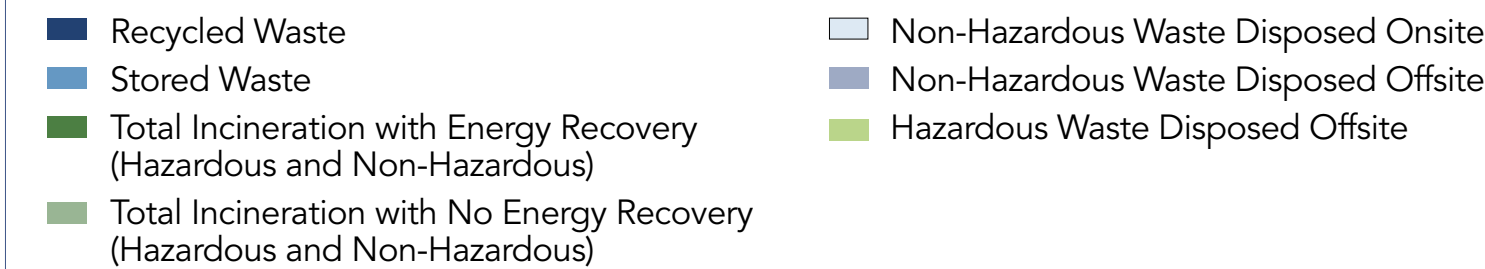 Recycled Waste
Stored Waste
Total Incineration with Energy Recovery
(Hazardous and Non-Hazardous)
Total Incineration with No Energy Recovery
(Hazardous and Non-Hazardous)
Non-Hazardous Waste Disposed Onsite
Non-Hazardous Waste Disposed Offsite
Hazardous Waste Disposed Offsite